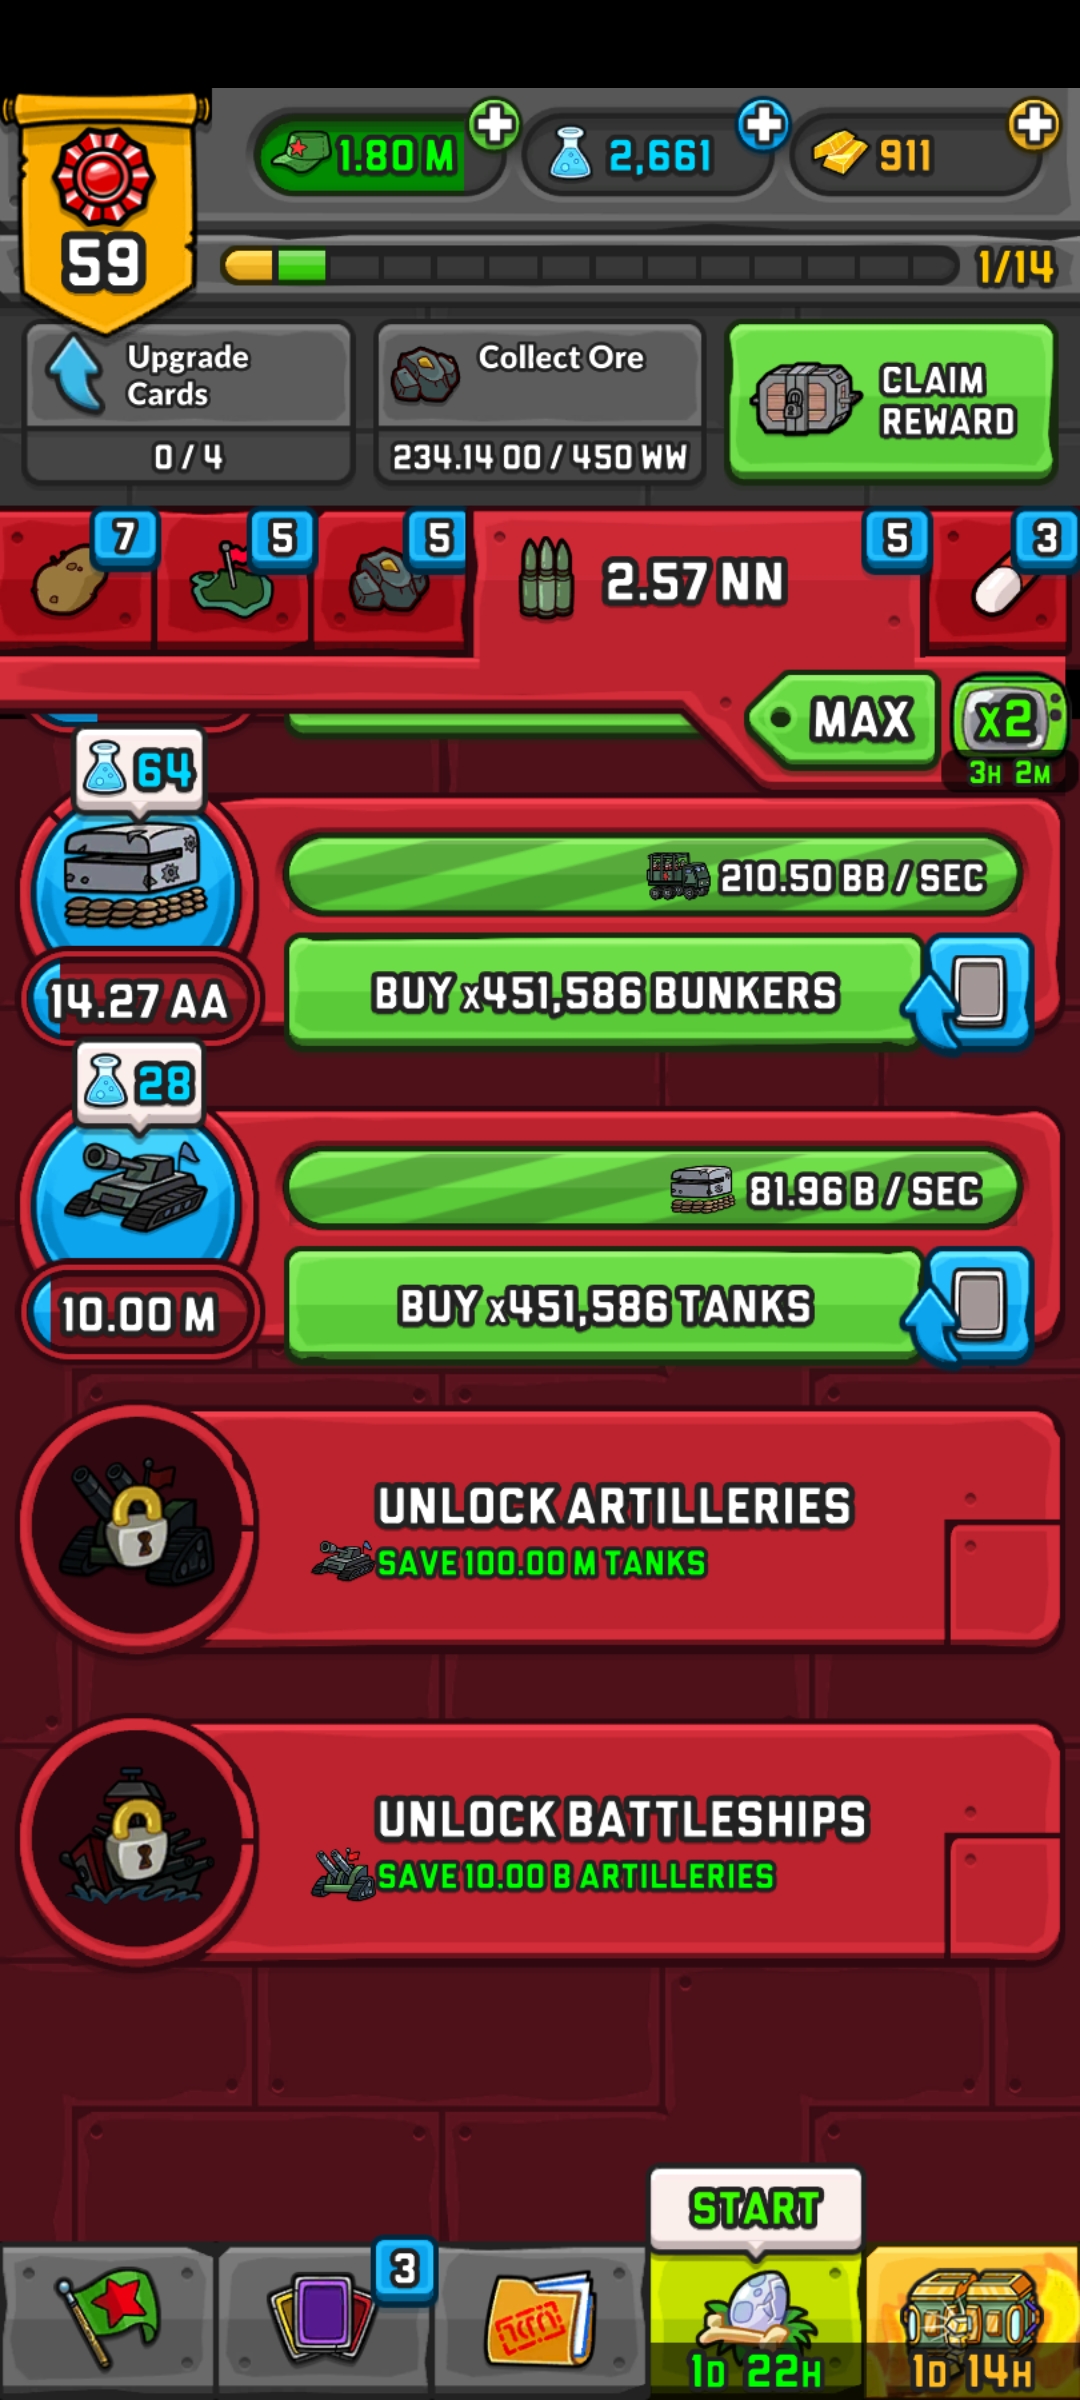 59
1.80 M
2,661
911
1/14
Upgrade
Cards
0 / 4
Collect Ore
234.14 OO / 450 WW
CLAIM
REWARD
7
5
5
2.57 NN
5
3
MAX
x2
3H 2M
64
210.50 BB / SEC
14.27 AA
BUY x451,586 BUNKERS
28
81.96 B / SEC
10.00 M
BUY x451,586 TANKS
UNLOCK ARTILLERIES
SAVE 100.00 M TANKS
UNLOCK BATTLESHIPS
SAVE 10.00 B ARTILLERIES
START
3
1D 22H
1D 14H